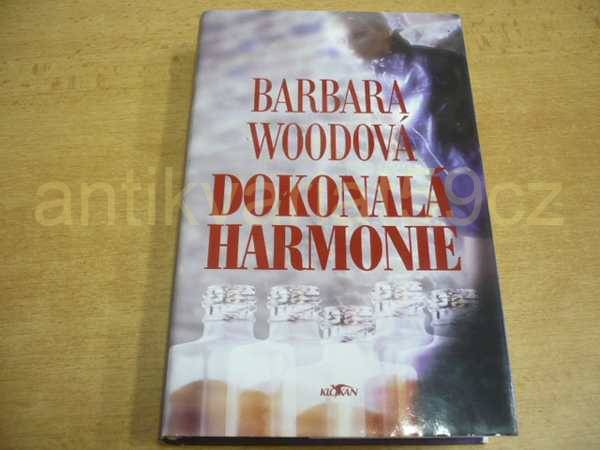 BARBARA
WOODOVÁ
DOKONALÁ
HARMONIE
KLOKAN